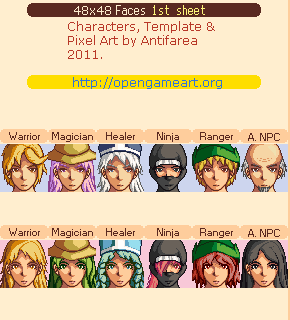 48x48 Faces 1st sheet
Characters, Template &
Pixel Art by Antifarea
2011.
http://opengameart.org
Warrior Magician Healer Ninja Ranger A. NPC
Warrior Magician Healer Ninja Ranger A. NPC